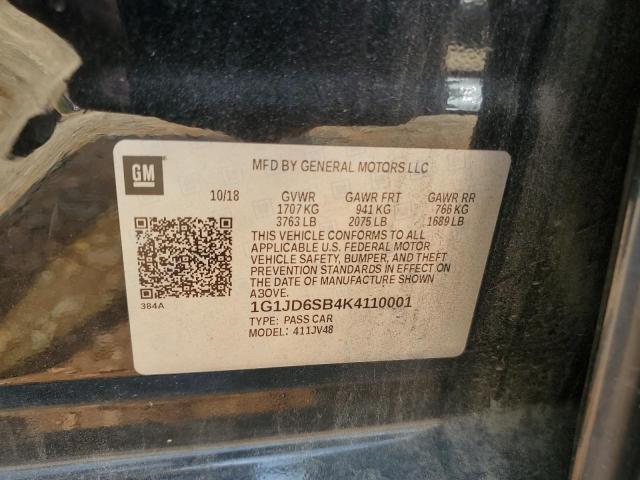 GM
MFD BY GENERAL MOTORS LLC
10/18 GVWR GAWR FRT GAWR RR
1707 KG 941 KG 766 KG
3763 LB 2075 LB 1689 LB
THIS VEHICLE CONFORMS TO ALL
APPLICABLE U.S. FEDERAL MOTOR
VEHICLE SAFETY, BUMPER, AND THEFT
PREVENTION STANDARDS IN EFFECT ON
THE DATE OF MANUFACTURE SHOWN
ABOVE.
384A
1G1JD6SB4K4110001
TYPE: PASS CAR
MODEL: 411JV48